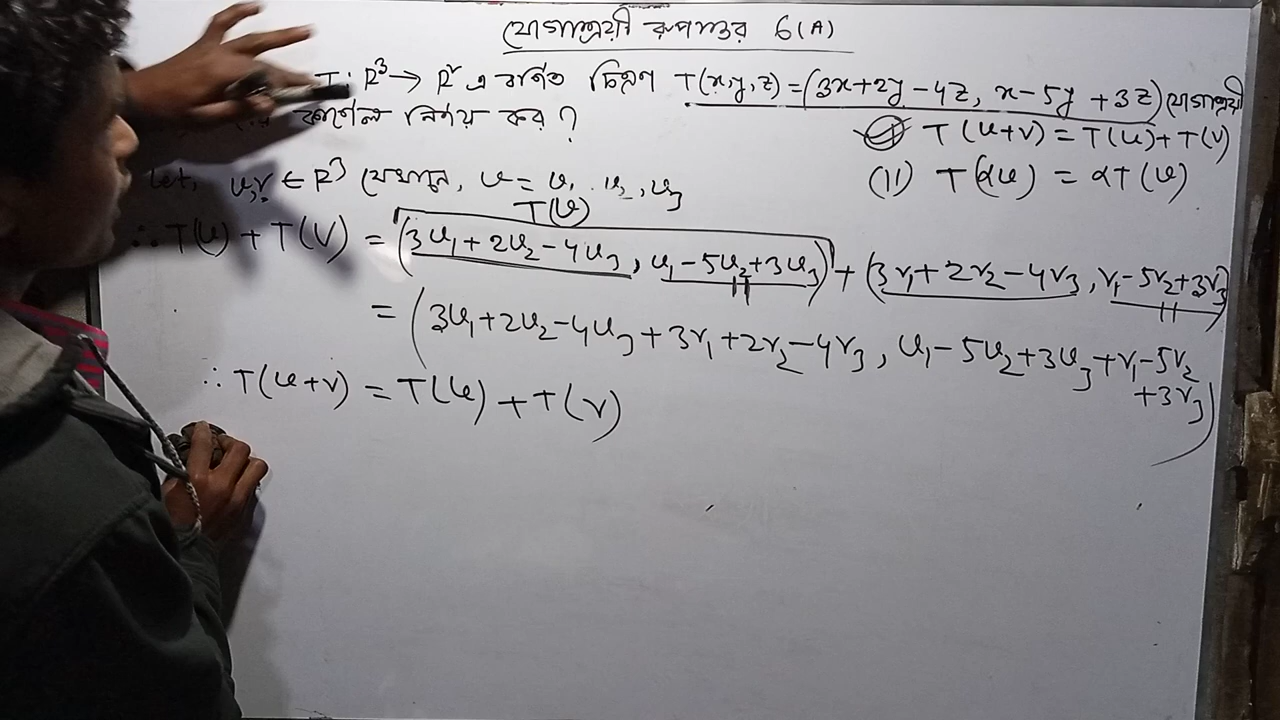 যোগাশ্রয়ী রূপান্তর 6(A)
T: R³ → R² এ বর্ণিত চিত্রণ T(x,y,z) = (3x+2y-4z, x-5y+3z) যোগাশ্রয়ী
নির্ণয় কর?
(I) T(u+v) = T(u)+T(v)
(II) T(αu) = αT(u)
Let, u,v ∈ R³ যেখানে, u = u₁, u₂, u₃
T(u)
∴ T(u) + T(v) = (3u₁+2u₂-4u₃, u₁-5u₂+3u₃) + (3v₁+2v₂-4v₃, v₁-5v₂+3v₃)
= (3u₁+2u₂-4u₃+3v₁+2v₂-4v₃, u₁-5u₂+3u₃+v₁-5v₂
+3v₃)
∴ T(u+v) = T(u)+T(v)